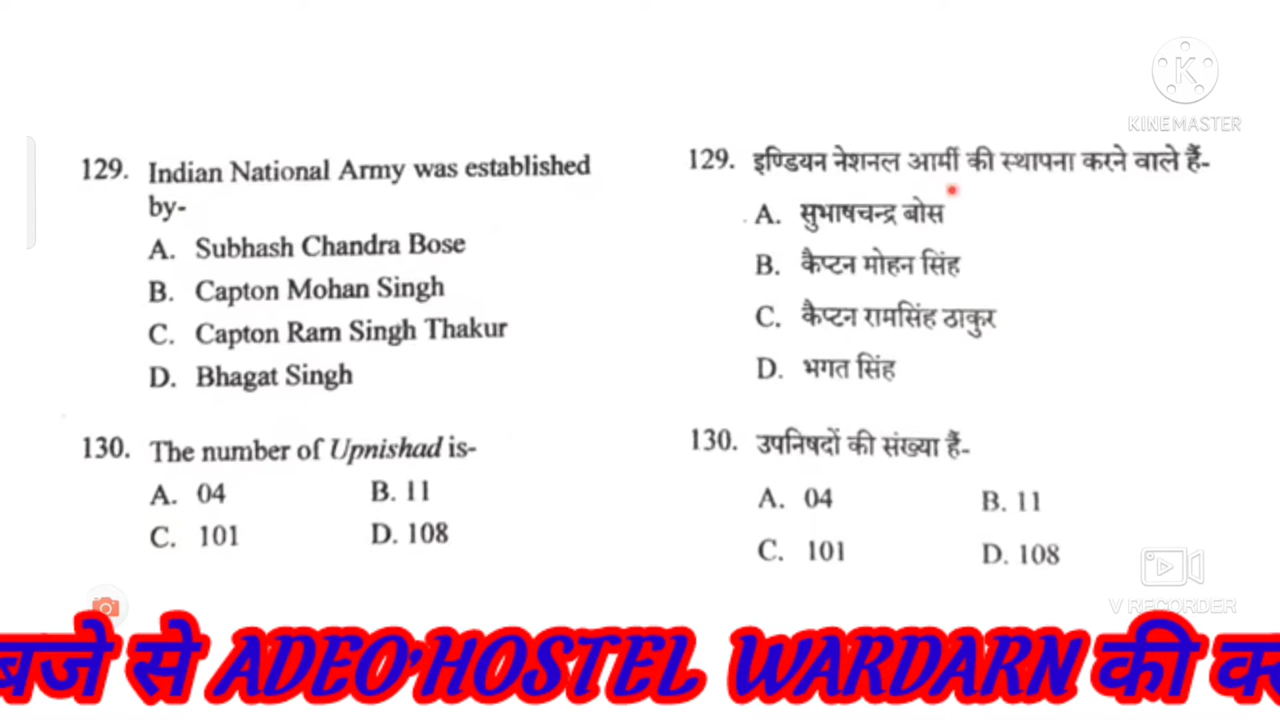 KINEMASTER
129. Indian National Army was established
by-
A. Subhash Chandra Bose
B. Capton Mohan Singh
C. Capton Ram Singh Thakur
D. Bhagat Singh
130. The number of Upnishad is-
A. 04 B. 11
C. 101 D. 108
129. इण्डियन नेशनल आर्मी की स्थापना करने वाले हैं-
A. सुभाषचन्द्र बोस
B. कैप्टन मोहन सिंह
C. कैप्टन रामसिंह ठाकुर
D. भगत सिंह
130. उपनिषदों की संख्या हैं-
A. 04 B. 11
C. 101 D. 108
V RECORDER
बजे से ADEO·HOSTEL WARDARN की